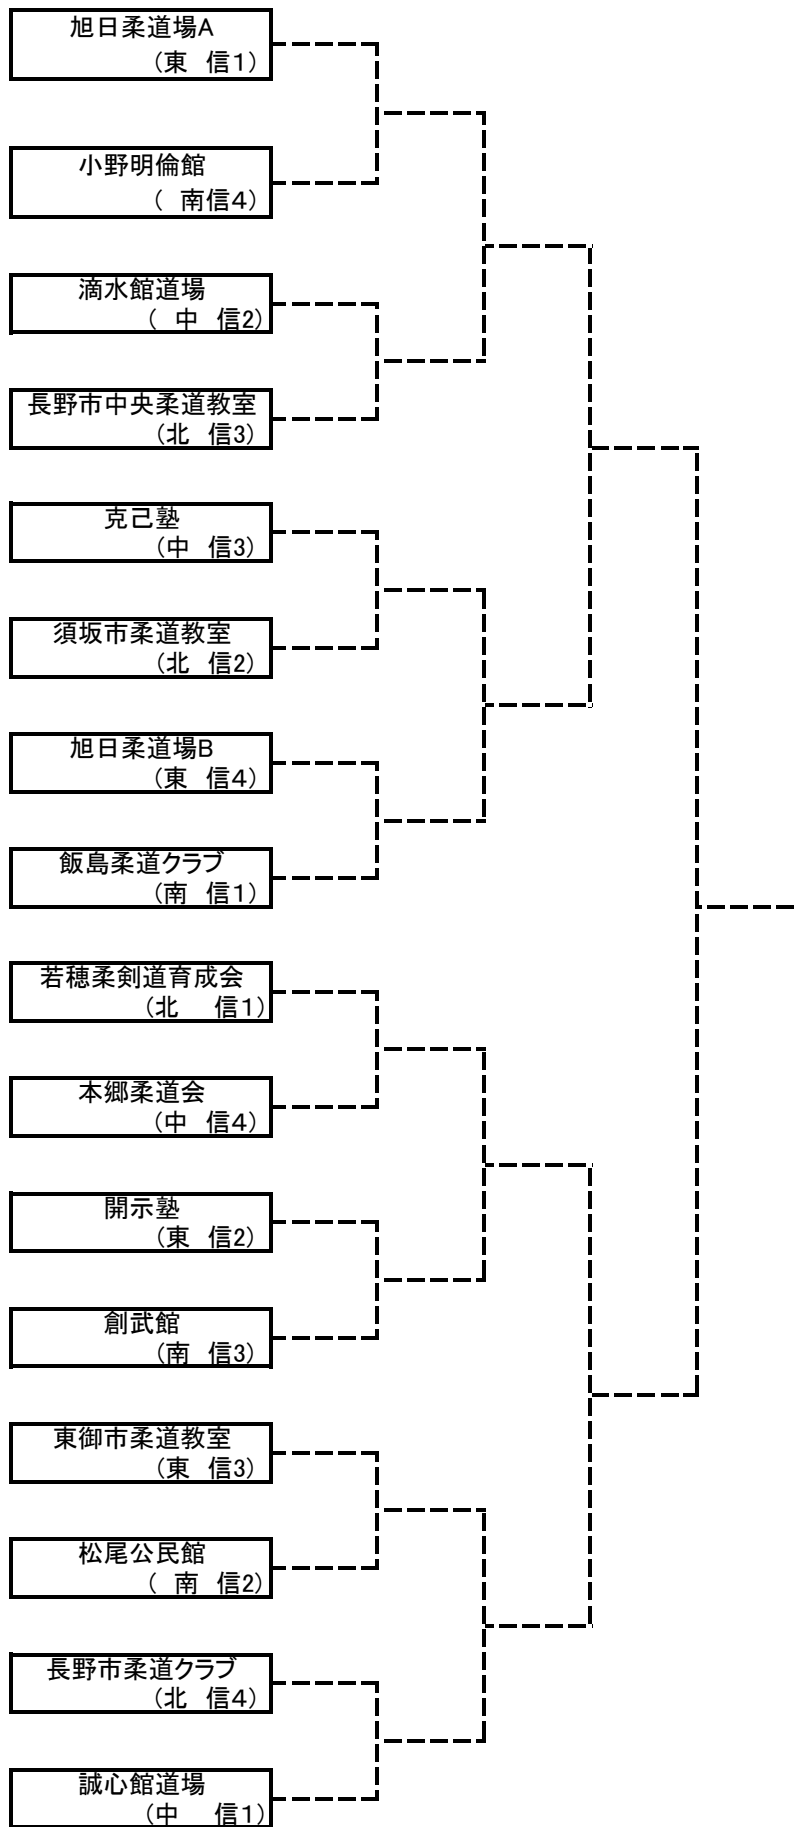 旭日柔道場A
(東 信1)
小野明倫館
( 南信4)
滴水館道場
( 中 信2)
長野市中央柔道教室
(北 信3)
克己塾
(中 信3)
須坂市柔道教室
(北 信2)
旭日柔道場B
(東 信4)
飯島柔道クラブ
(南 信1)
若穂柔剣道育成会
(北 信1)
本郷柔道会
(中 信4)
開示塾
(東 信2)
創武館
(南 信3)
東御市柔道教室
(東 信3)
松尾公民館
( 南 信2)
長野市柔道クラブ
(北 信4)
誠心館道場
(中 信1)